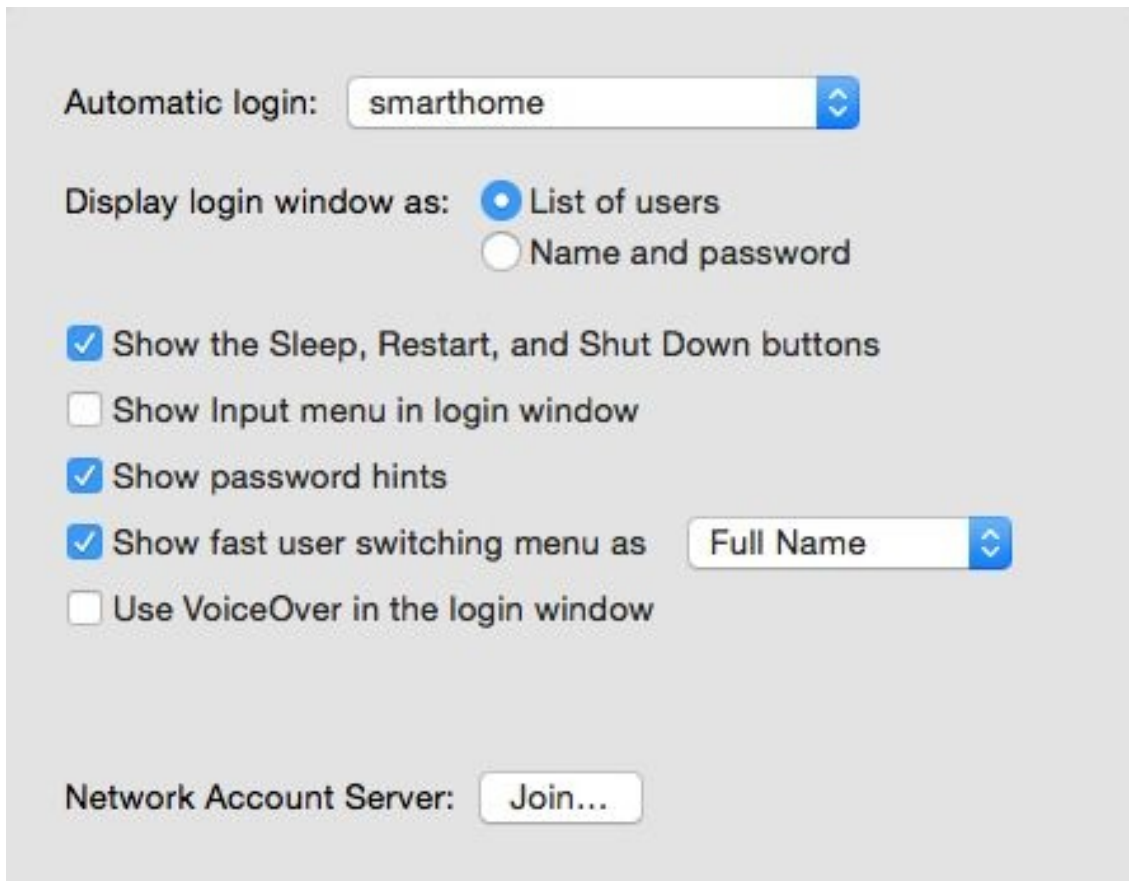 Automatic login: smarthome
Display login window as: List of users
Name and password
Show the Sleep, Restart, and Shut Down buttons
Show Input menu in login window
Show password hints
Show fast user switching menu as Full Name
Use VoiceOver in the login window
Network Account Server: Join...